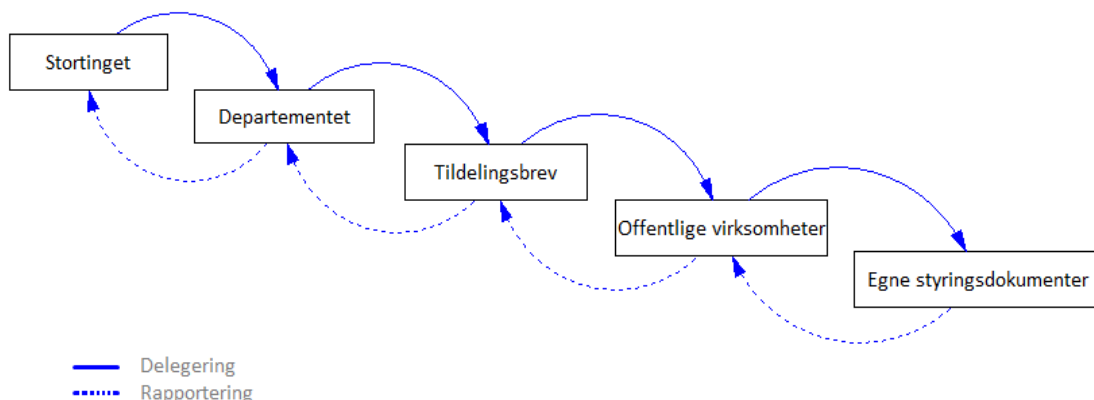 Stortinget
Departementet
Tildelingsbrev
Offentlige virksomheter
Egne styringsdokumenter
Delegering
Rapportering